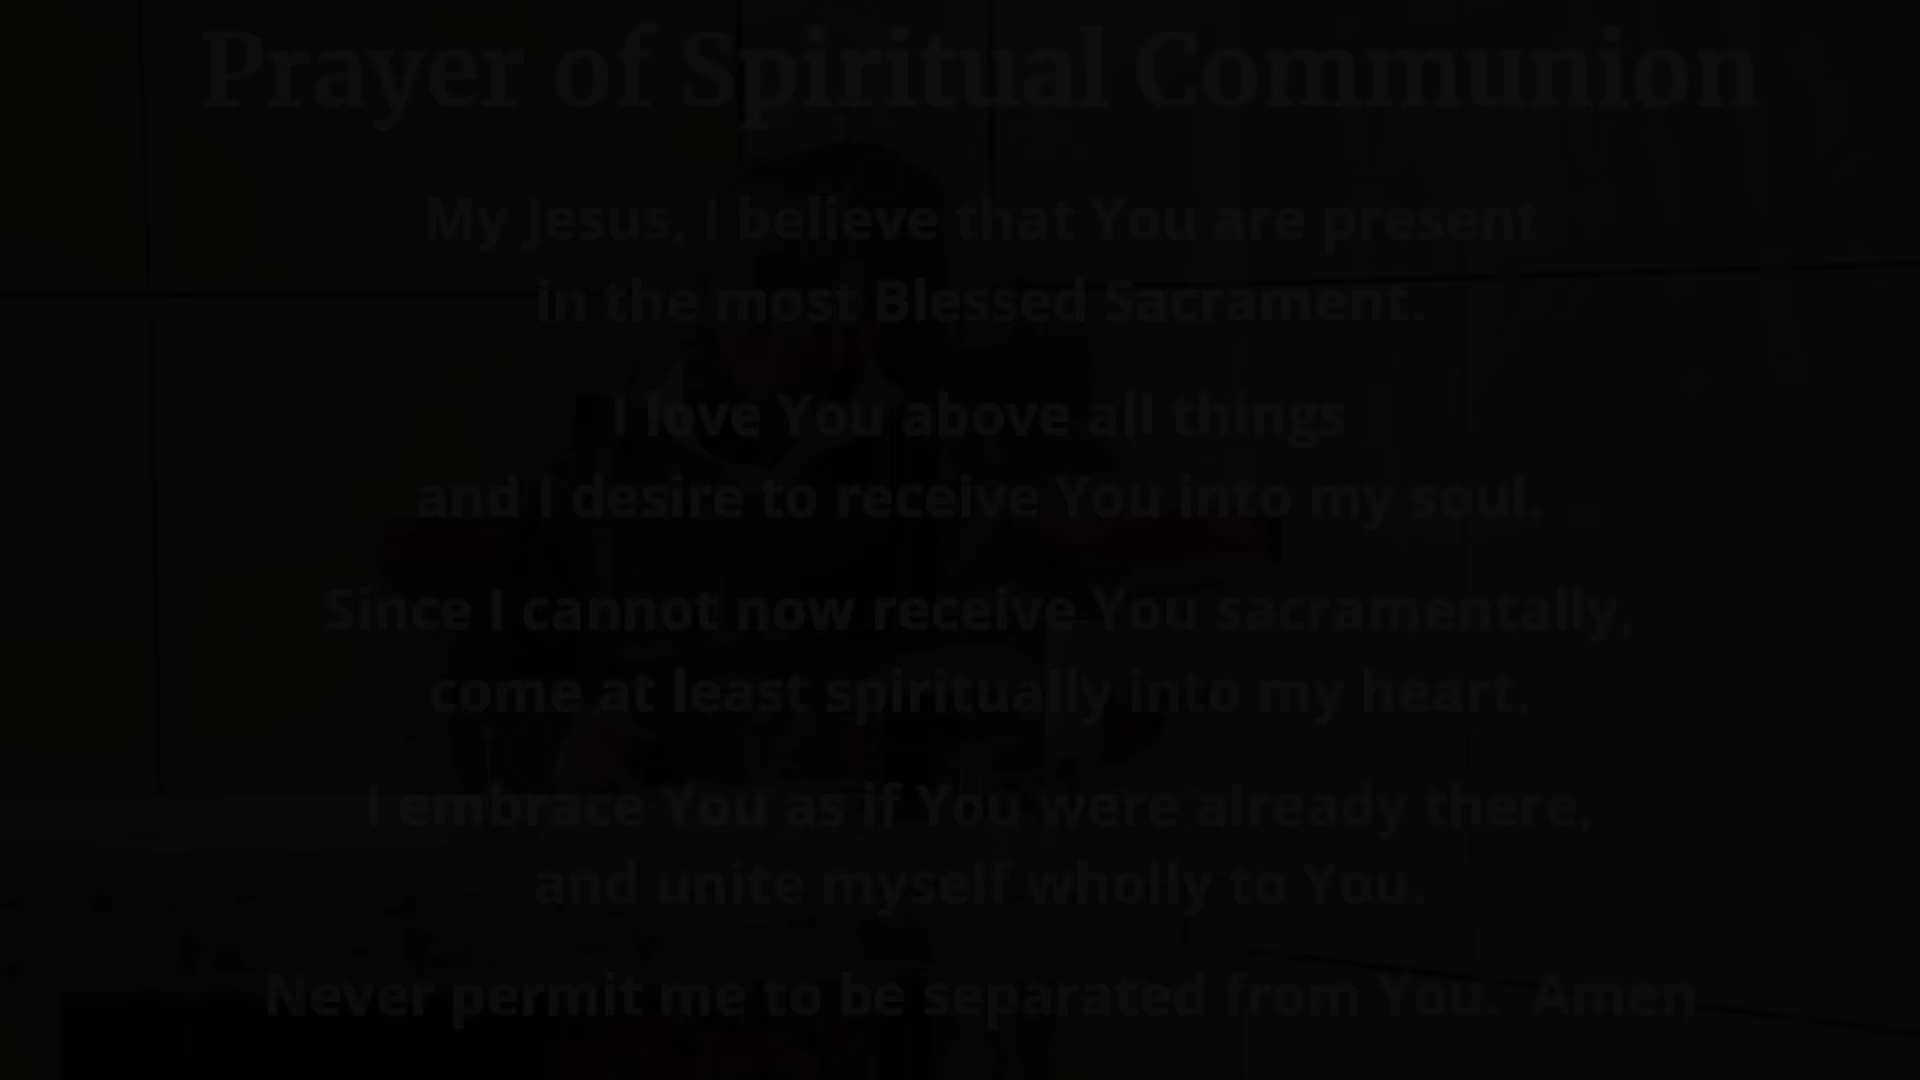 Prayer of Spiritual Communion
My Jesus, I believe that You are present
in the most Blessed Sacrament.
I love You above all things
and I desire to receive You into my soul,
Since I cannot now receive You sacramentally,
come at least spiritually into my heart.
I embrace You as if You were already there,
and unite myself wholly to You.
Never permit me to be separated from You. Amen